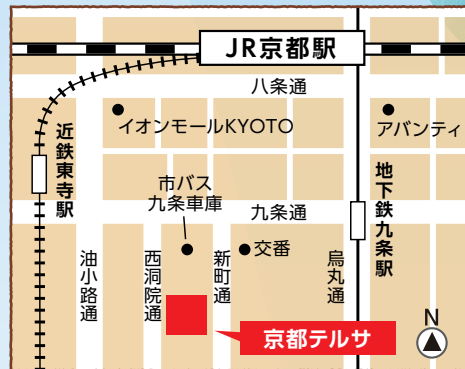 JR京都駅
八条通
イオンモールKYOTO
アバンティ
近鉄東寺駅
市バス
九条車庫
九条通
地下鉄九条駅
油小路通
西洞院通
新町通
交番
烏丸通
京都テルサ
N